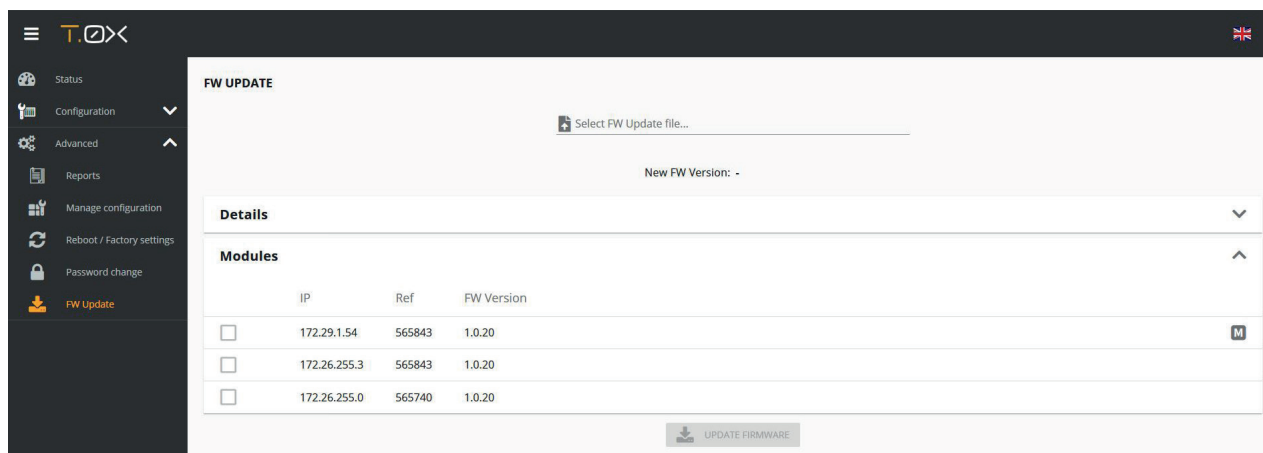 T.0X
Status
Configuration
Advanced
Reports
Manage configuration
Reboot / Factory settings
Password change
FW Update
FW UPDATE
Select FW Update file...
New FW Version: -
Details
Modules
IP Ref FW Version
172.29.1.54 565843 1.0.20 M
172.26.255.3 565843 1.0.20
172.26.255.0 565740 1.0.20
UPDATE FIRMWARE